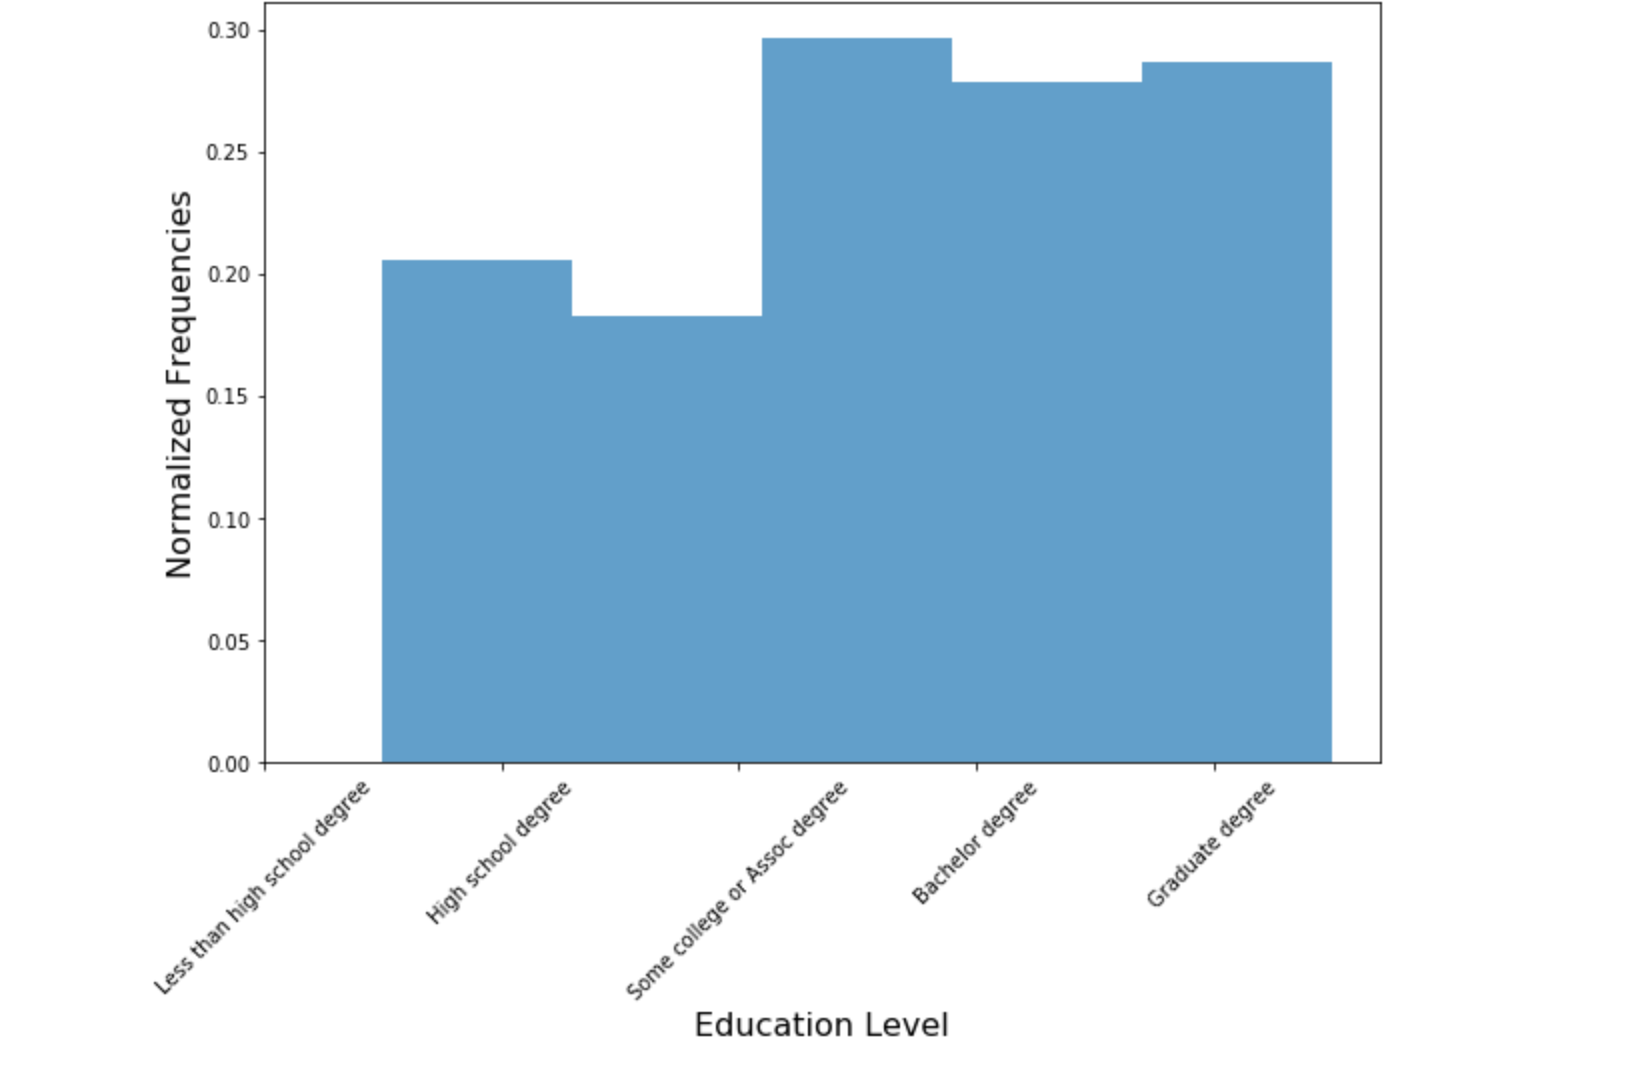 Normalized Frequencies
0.30
0.25
0.20
0.15
0.10
0.05
0.00
Less than high school degree
High school degree
Some college or Assoc degree
Bachelor degree
Graduate degree
Education Level